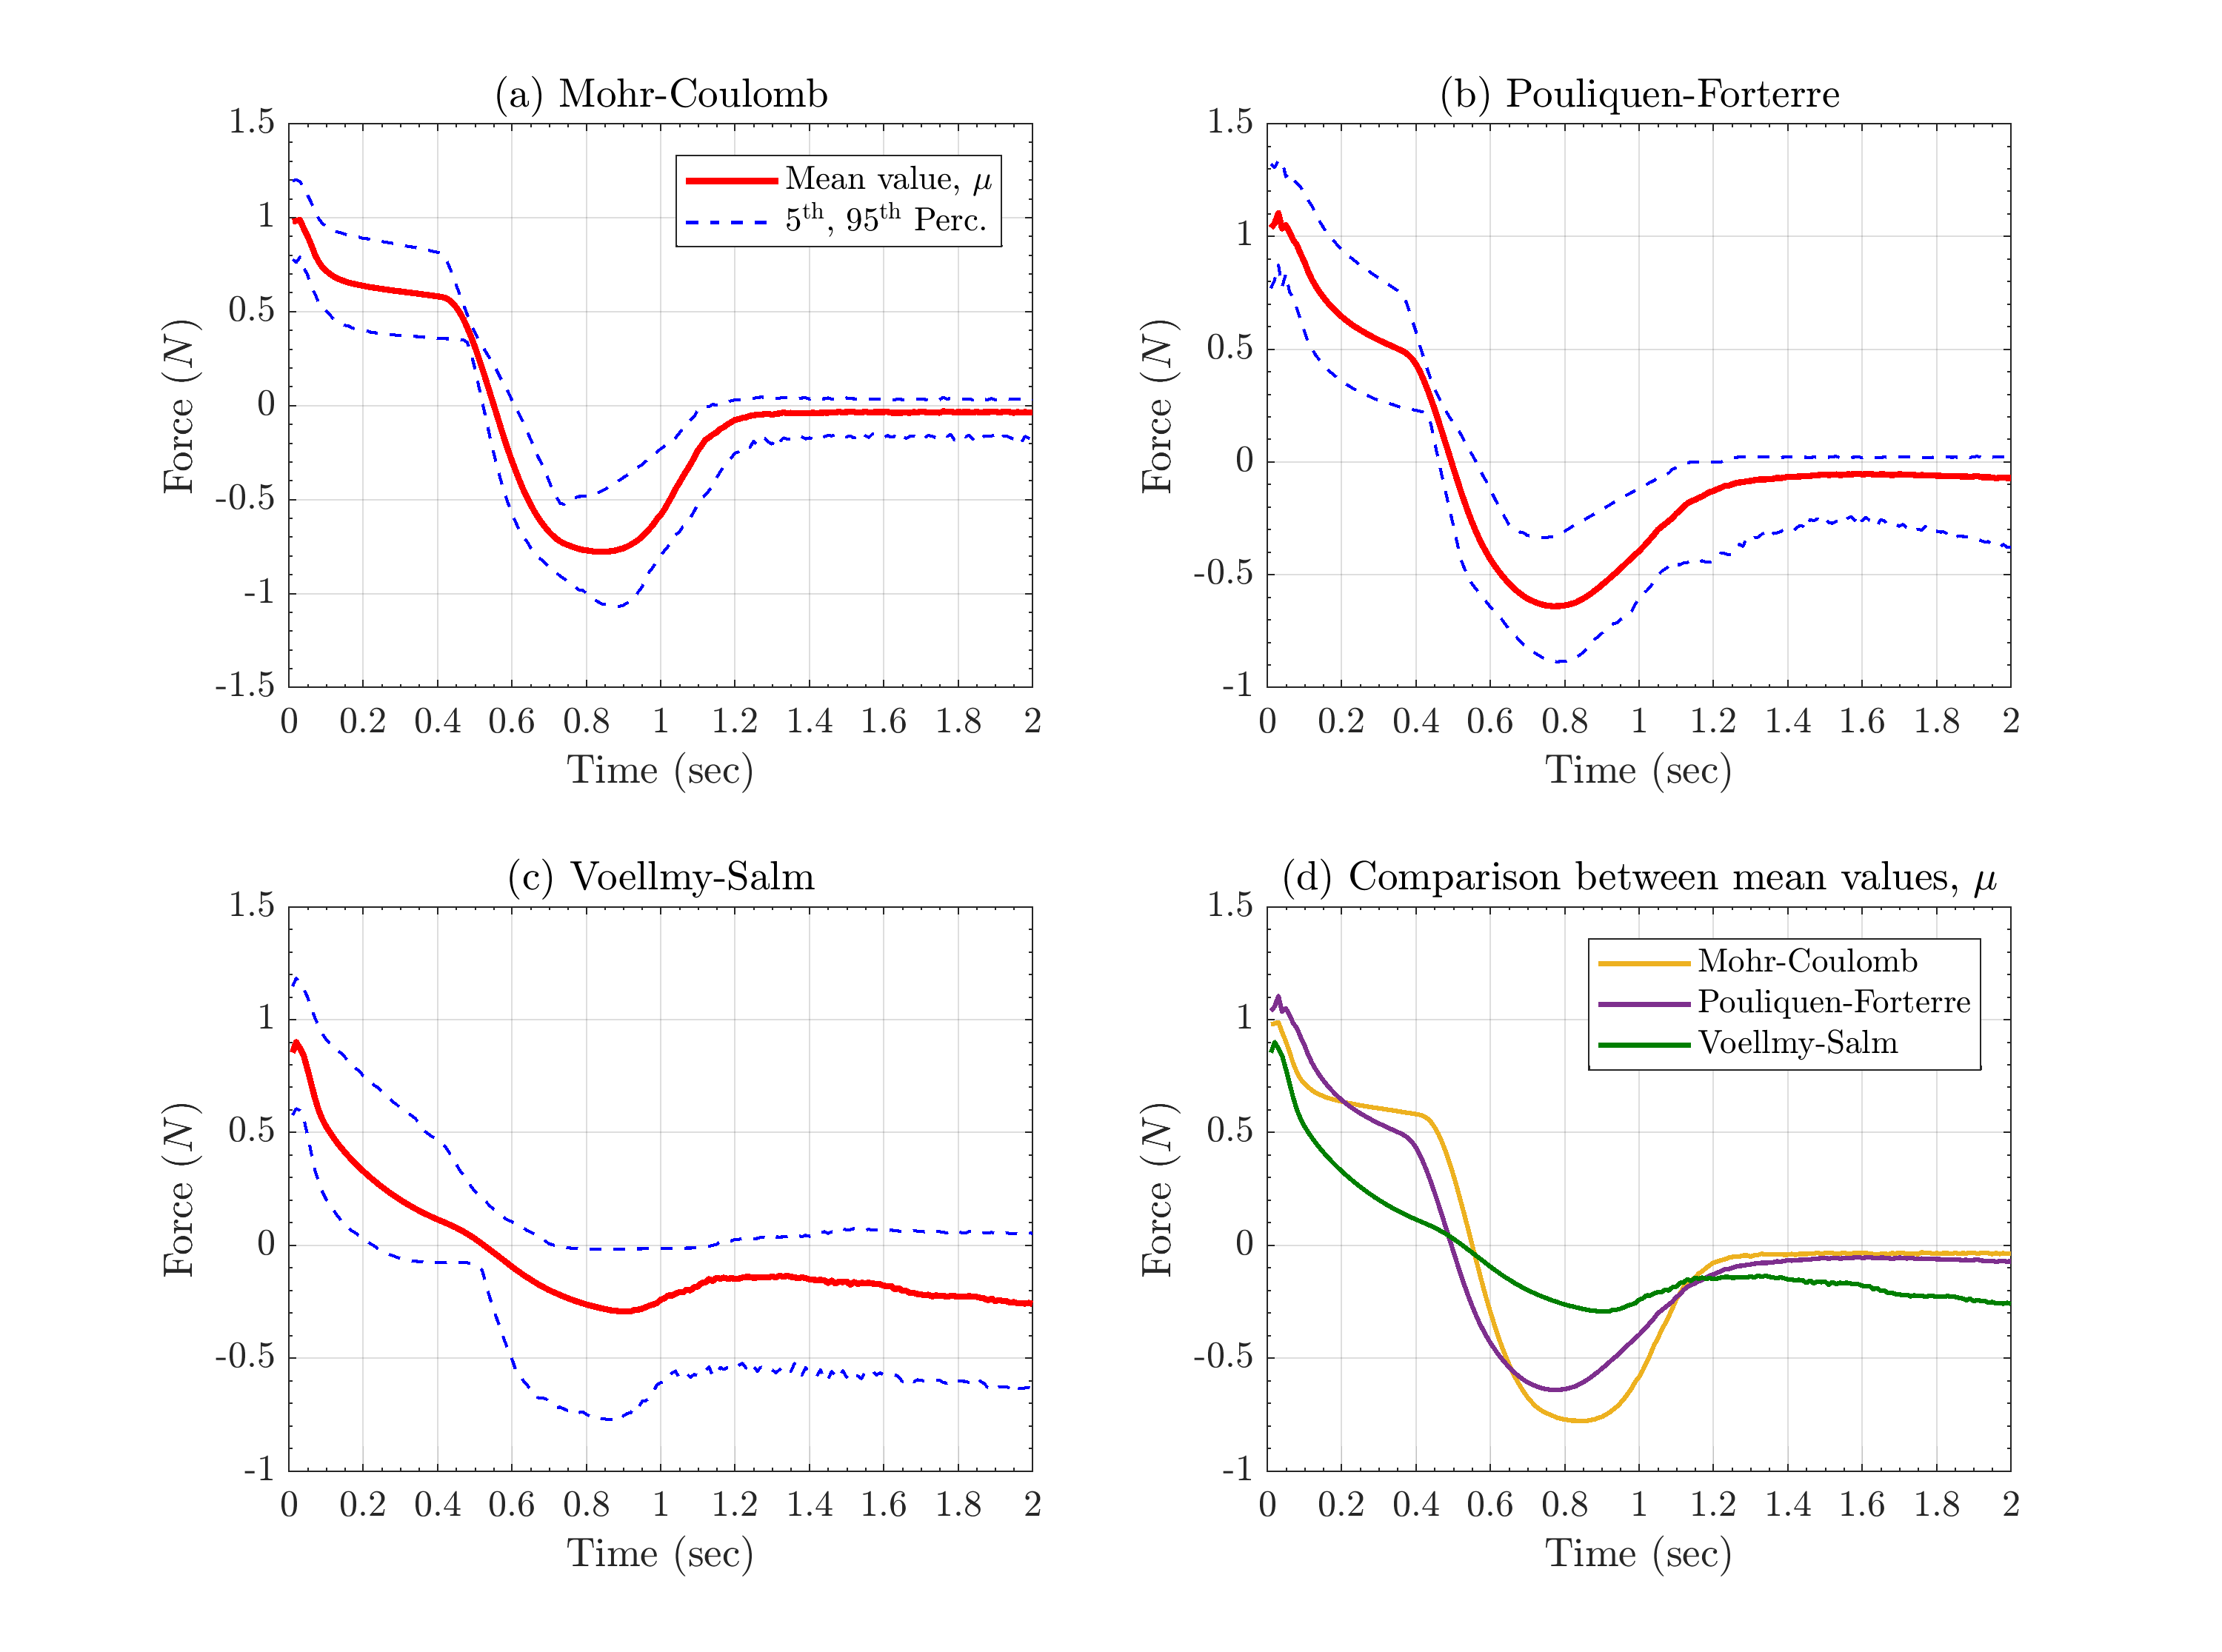 (a) Mohr-Coulomb
1.5
1
0.5
0
-0.5
-1
-1.5
Force (N)
Mean value, μ
5th, 95th Perc.
0 0.2 0.4 0.6 0.8 1 1.2 1.4 1.6 1.8 2
Time (sec)
(b) Pouliquen-Forterre
1.5
1
0.5
0
-0.5
-1
Force (N)
0 0.2 0.4 0.6 0.8 1 1.2 1.4 1.6 1.8 2
Time (sec)
(c) Voellmy-Salm
1.5
1
0.5
0
-0.5
-1
Force (N)
0 0.2 0.4 0.6 0.8 1 1.2 1.4 1.6 1.8 2
Time (sec)
(d) Comparison between mean values, μ
1.5
1
0.5
0
-0.5
-1
Force (N)
Mohr-Coulomb
Pouliquen-Forterre
Voellmy-Salm
0 0.2 0.4 0.6 0.8 1 1.2 1.4 1.6 1.8 2
Time (sec)